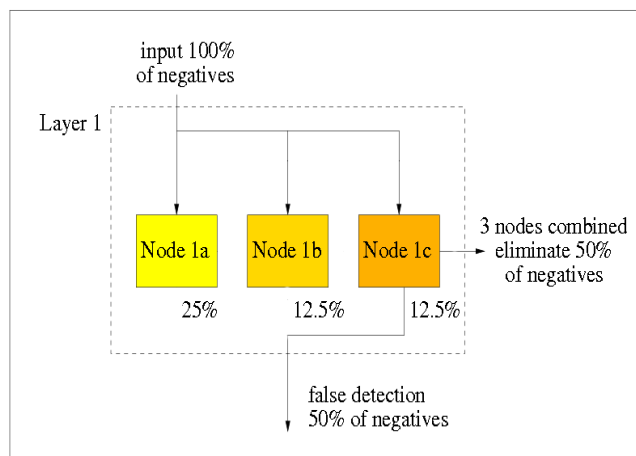 input 100%
of negatives
Layer 1
Node 1a
Node 1b
Node 1c
3 nodes combined
eliminate 50%
of negatives
25%
12.5%
12.5%
false detection
50% of negatives